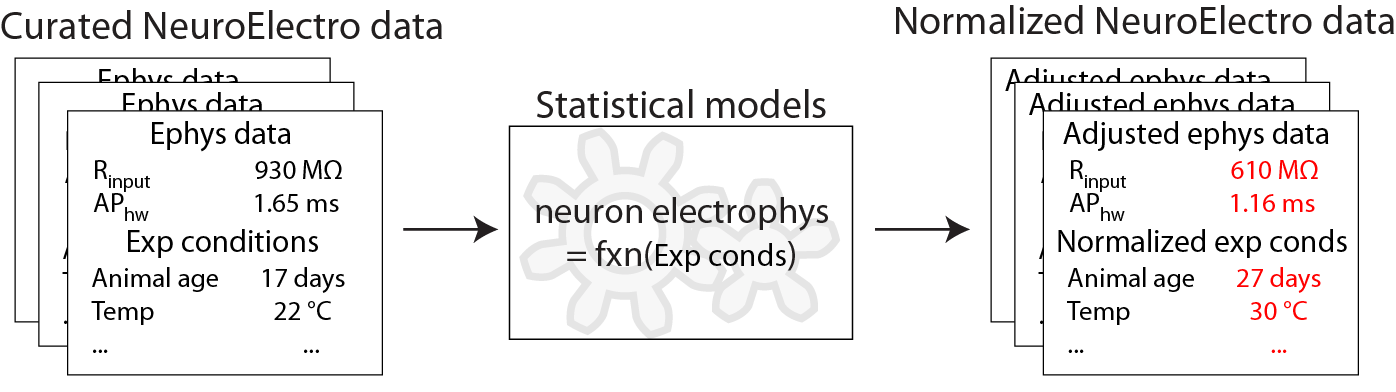 Curated NeuroElectro data
Ephys data
Ephys data
Ephys data
Rinput 930 MΩ
APhw 1.65 ms
Exp conditions
Animal age 17 days
Temp 22 °C
... ...
Statistical models
neuron electrophys
= fxn(Exp conds)
Normalized NeuroElectro data
Adjusted ephys data
Adjusted ephys data
Adjusted ephys data
Rinput 610 MΩ
APhw 1.16 ms
Normalized exp conds
Animal age 27 days
Temp 30 °C
... ...